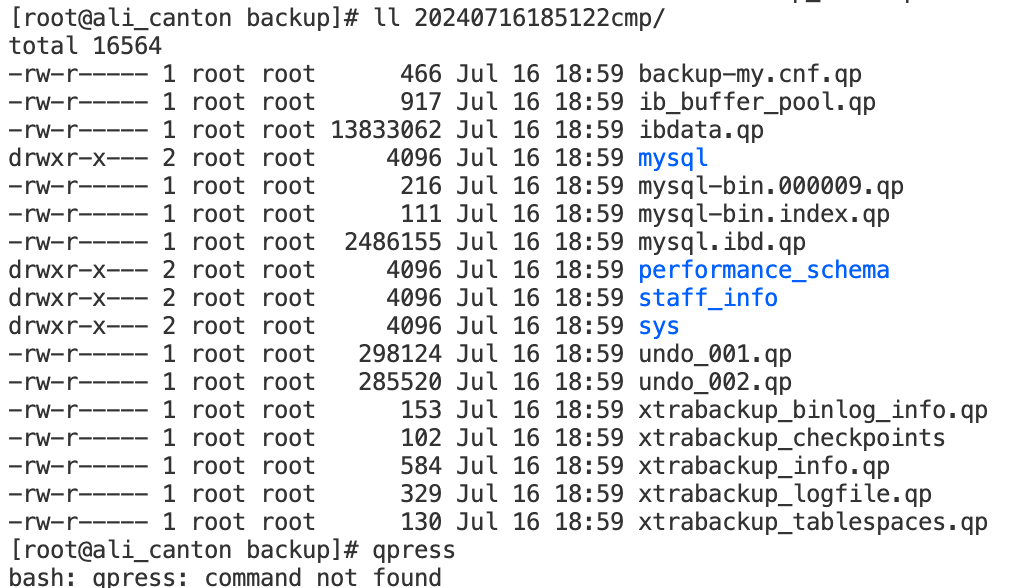 [root@ali_canton backup]# ll 20240716185122cmp/
total 16564
-rw-r----- 1 root root      466 Jul 16 18:59 backup-my.cnf.qp
-rw-r----- 1 root root      917 Jul 16 18:59 ib_buffer_pool.qp
-rw-r----- 1 root root 13833062 Jul 16 18:59 ibdata.qp
drwxr-x--- 2 root root     4096 Jul 16 18:59 mysql
-rw-r----- 1 root root      216 Jul 16 18:59 mysql-bin.000009.qp
-rw-r----- 1 root root      111 Jul 16 18:59 mysql-bin.index.qp
-rw-r----- 1 root root  2486155 Jul 16 18:59 mysql.ibd.qp
drwxr-x--- 2 root root     4096 Jul 16 18:59 performance_schema
drwxr-x--- 2 root root     4096 Jul 16 18:59 staff_info
drwxr-x--- 2 root root     4096 Jul 16 18:59 sys
-rw-r----- 1 root root   298124 Jul 16 18:59 undo_001.qp
-rw-r----- 1 root root   285520 Jul 16 18:59 undo_002.qp
-rw-r----- 1 root root      153 Jul 16 18:59 xtrabackup_binlog_info.qp
-rw-r----- 1 root root      102 Jul 16 18:59 xtrabackup_checkpoints
-rw-r----- 1 root root      584 Jul 16 18:59 xtrabackup_info.qp
-rw-r----- 1 root root      329 Jul 16 18:59 xtrabackup_logfile.qp
-rw-r----- 1 root root      130 Jul 16 18:59 xtrabackup_tablespaces.qp
[root@ali_canton backup]# qpress
bash: qpress: command not found